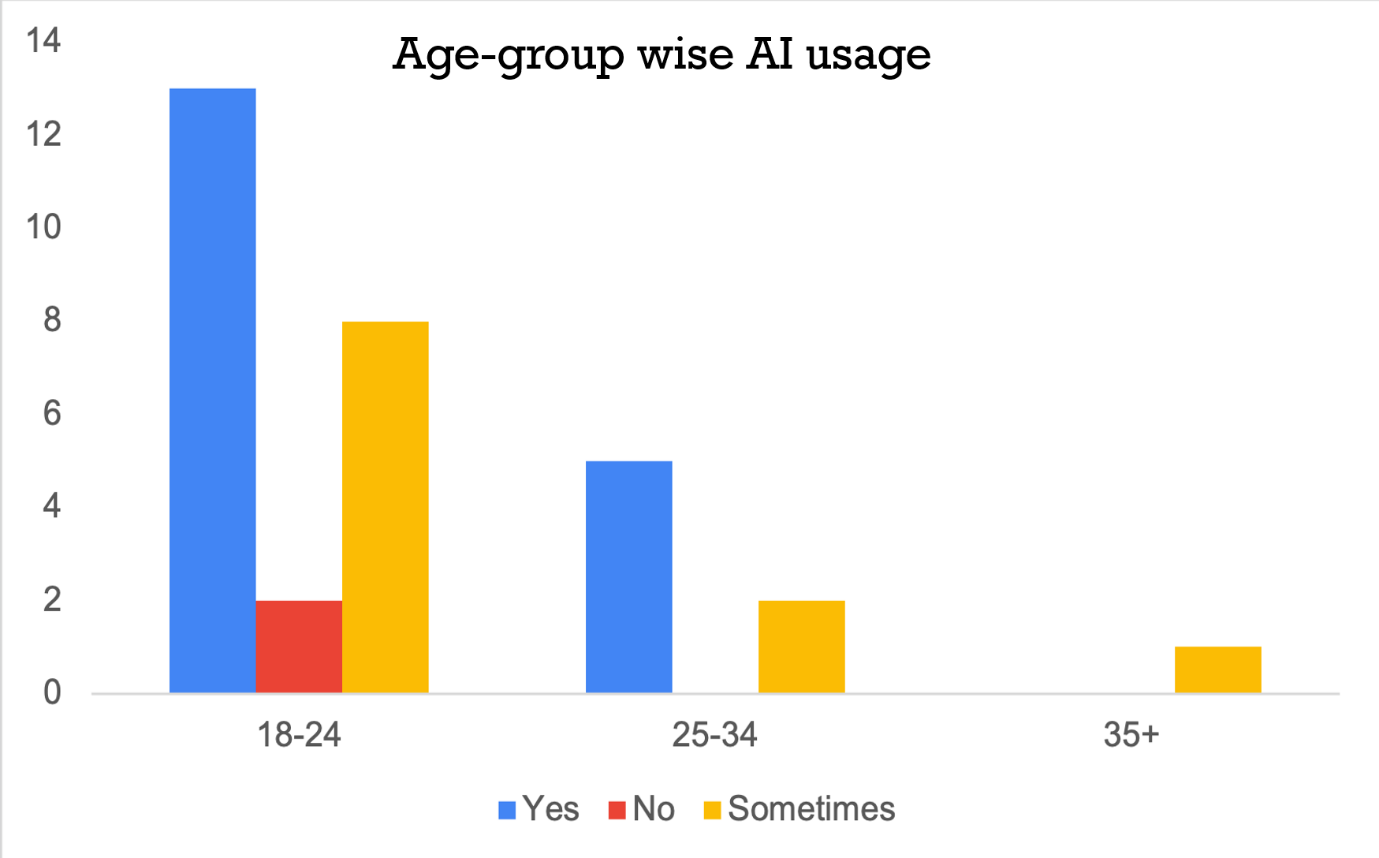 Age-group wise AI usage
14
12
10
8
6
4
2
0
18-24 25-34 35+
Yes No Sometimes